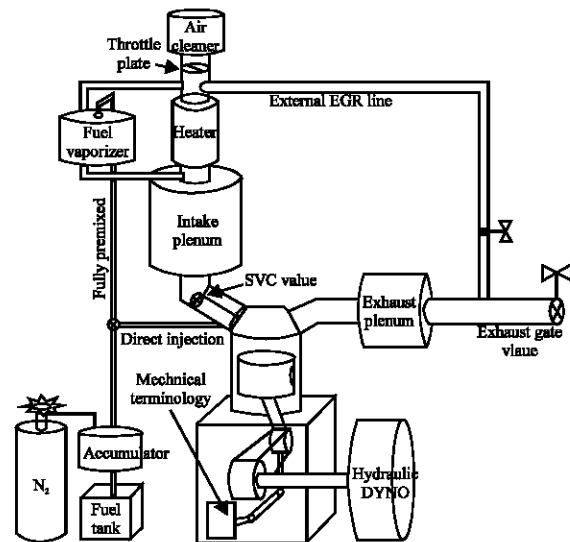 Air
cleaner
Throttle
plate
External EGR line
Heater
Fuel
vaporizer
Intake
plenum
Fully premixed
SVC value
Exhaust
plenum
Exhaust gate
vlaue
Direct injection
Mechnical
terminology
Accumulator
N₂
Fuel
tank
Hydraulic
DYNO